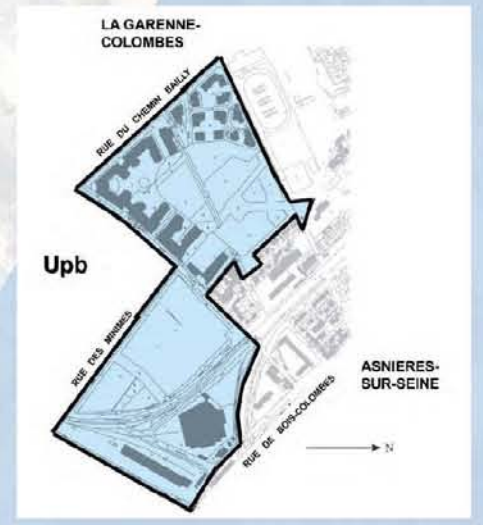 LA GARENNE-
COLOMBES
RUE DU CHEMIN BAILLY
Upb
RUE DES MINIMES
ASNIERES-
SUR-SEINE
RUE DE BOIS-COLOMBES
N